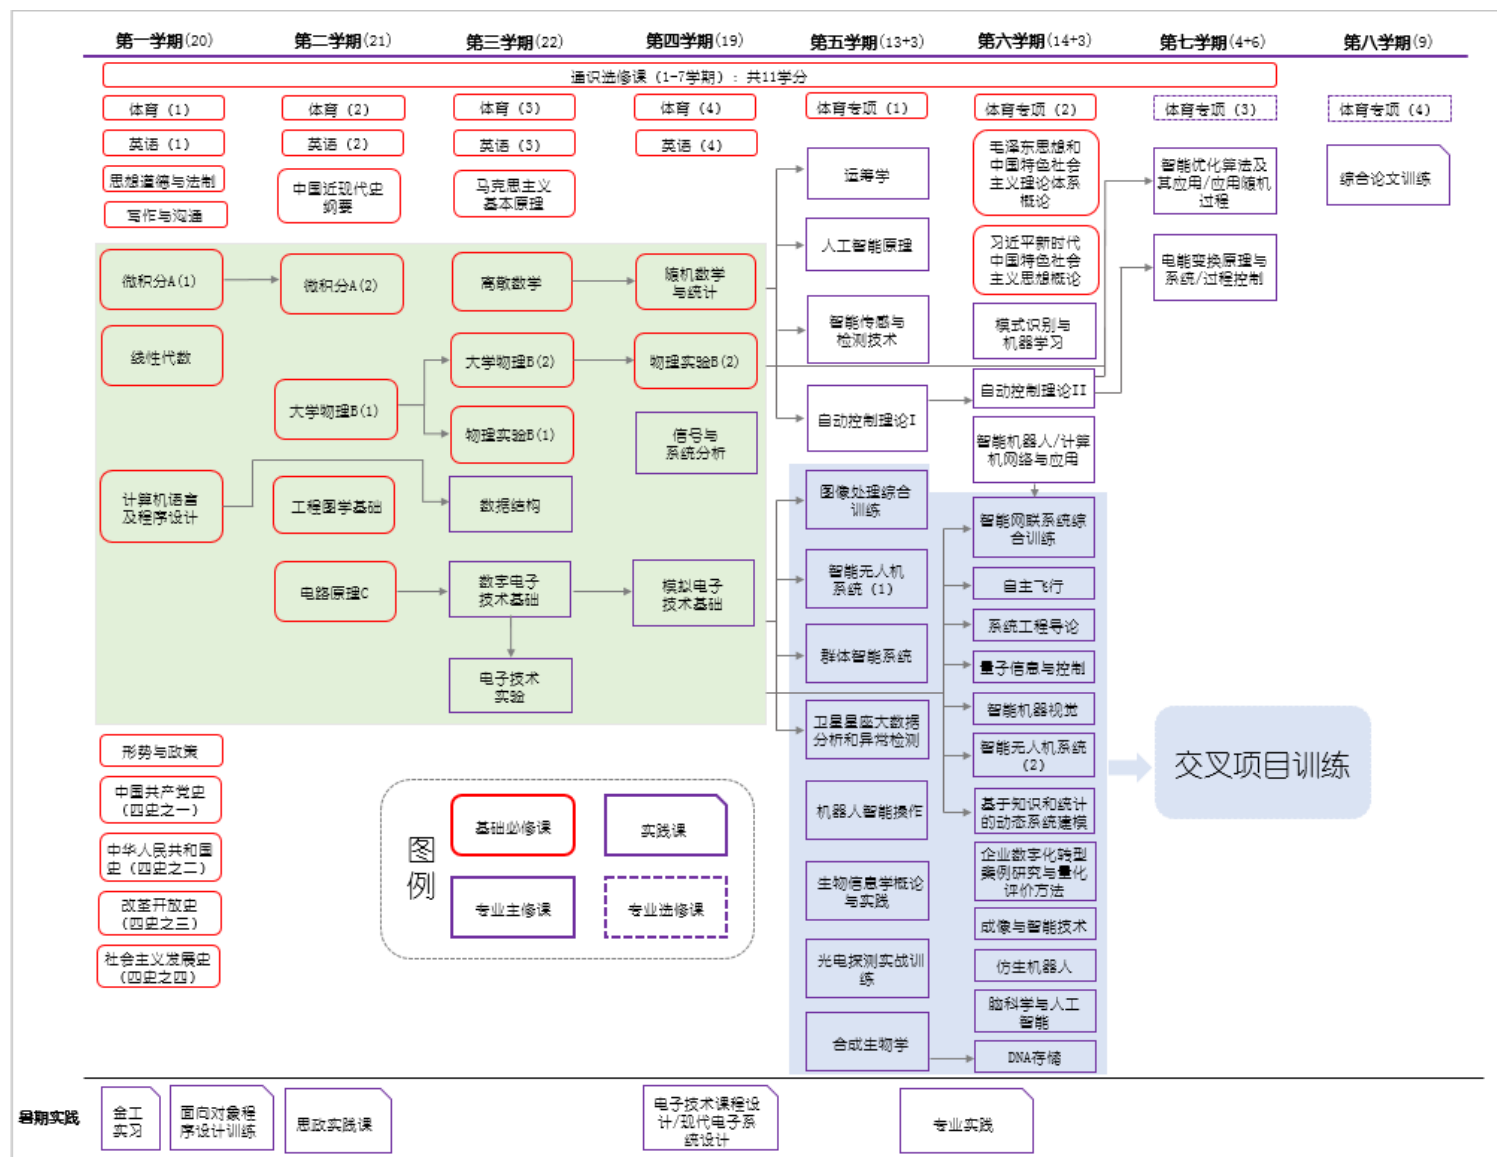 第一学期(20)
第二学期(21)
第三学期(22)
第四学期(19)
第五学期(13+3)
第六学期(14+3)
第七学期(4+6)
第八学期(9)
通识选修课（1-7学期）：共11学分
体育（1）
体育（2）
体育（3）
体育（4）
体育专项（1）
体育专项（2）
体育专项（3）
体育专项（4）
英语（1）
英语（2）
英语（3）
英语（4）
思想道德与法制
写作与沟通
中国近现代史
纲要
马克思主义
基本原理
运筹学
毛泽东思想和
中国特色社会
主义理论体系
概论
智能优化算法及
其应用/应用随机
过程
综合论文训练
人工智能原理
习近平新时代
中国特色社会
主义思想概论
电能变换原理与
系统/过程控制
微积分A(1)
微积分A(2)
离散数学
随机数学
与统计
智能传感与
检测技术
模式识别与
机器学习
线性代数
大学物理B(1)
大学物理B(2)
物理实验B(2)
物理实验B(1)
信号与
系统分析
自动控制理论I
自动控制理论II
智能机器人/计算
机网络与应用
计算机语言
及程序设计
工程图学基础
数据结构
图像处理综合
训练
智能网联系统综
合训练
电路原理C
数字电子
技术基础
模拟电子
技术基础
智能无人机
系统（1）
自主飞行
系统工程导论
电子技术
实验
群体智能系统
量子信息与控制
智能机器视觉
卫星星座大数据
分析和异常检测
智能无人机系统
（2）
交叉项目训练
形势与政策
中国共产党史
（四史之一）
中华人民共和国
史（四史之二）
改革开放史
（四史之三）
社会主义发展史
（四史之四）
图
例
基础必修课
实践课
专业主修课
专业选修课
机器人智能操作
基于知识和统计
的动态系统建模
生物信息学概论
与实践
企业数字化转型
案例研究与量化
评价方法
成像与智能技术
光电探测实战训
练
仿生机器人
脑科学与人工
智能
合成生物学
DNA存储
暑期实践
金工
实习
面向对象程
序设计训练
思政实践课
电子技术课程设
计/现代电子系
统设计
专业实践